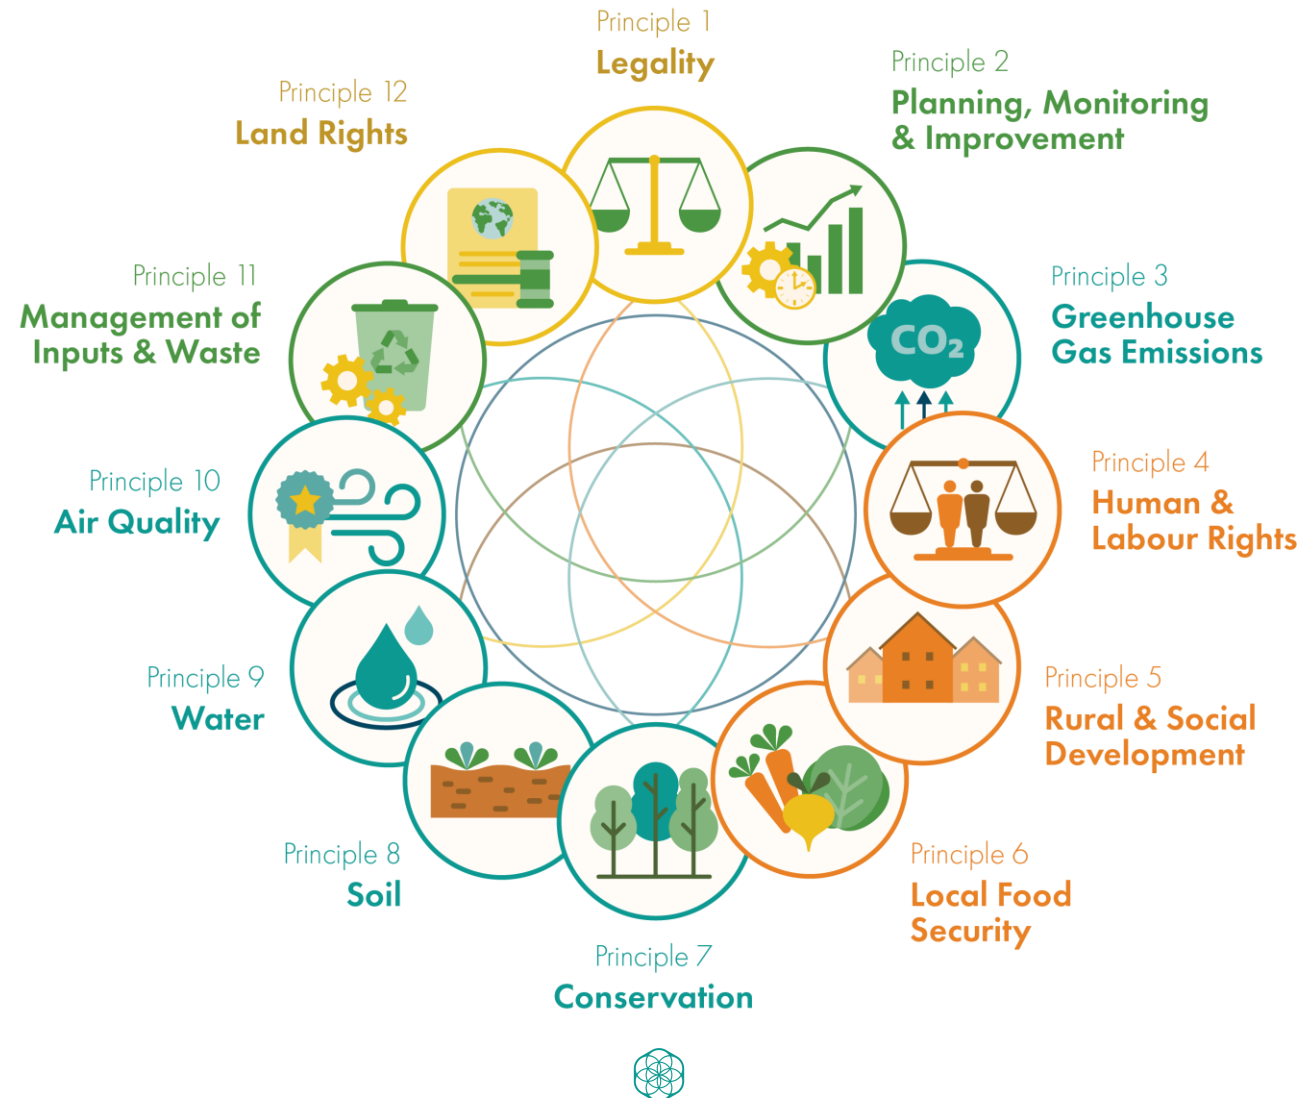 Principle 1
Legality
Principle 2
Planning, Monitoring
& Improvement
Principle 3
Greenhouse
Gas Emissions
CO₂
Principle 4
Human &
Labour Rights
Principle 5
Rural & Social
Development
Principle 6
Local Food
Security
Principle 7
Conservation
Principle 8
Soil
Principle 9
Water
Principle 10
Air Quality
Principle 11
Management of
Inputs & Waste
Principle 12
Land Rights